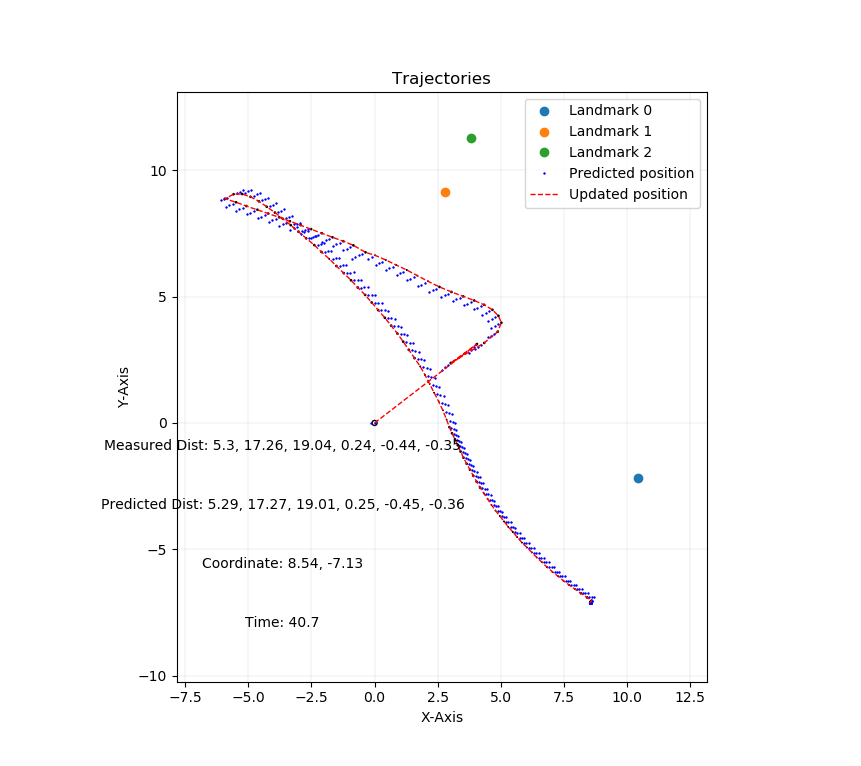 Trajectories
Landmark 0
Landmark 1
Landmark 2
Predicted position
Updated position
10
5
0
−5
−10
Y-Axis
Measured Dist: 5.3, 17.26, 19.04, 0.24, -0.44, -0.35
Predicted Dist: 5.29, 17.27, 19.01, 0.25, -0.45, -0.36
Coordinate: 8.54, -7.13
Time: 40.7
−7.5 −5.0 −2.5 0.0 2.5 5.0 7.5 10.0 12.5
X-Axis